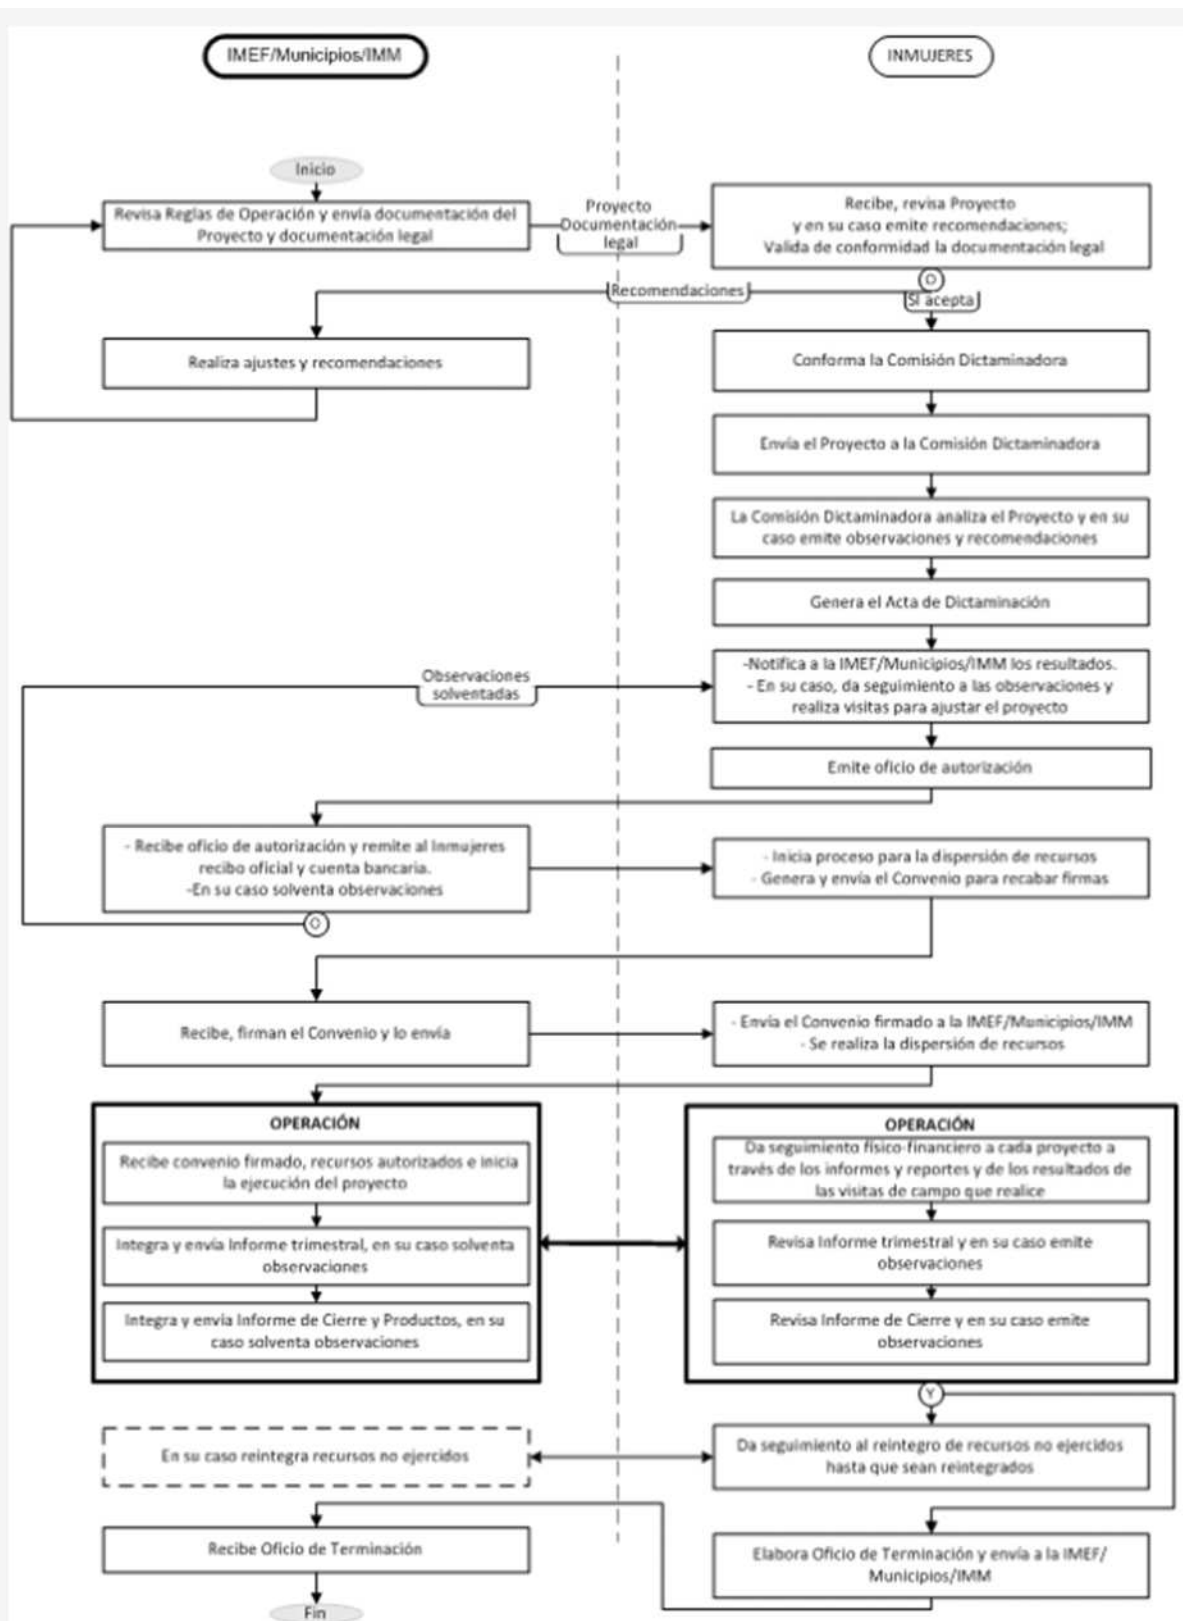 IMEF/Municipios/IMM
INMUJERES
Inicio
Revisa Reglas de Operación y envía documentación del
Proyecto y documentación legal
Proyecto
Documentación
legal
Recibe, revisa Proyecto
y en su caso emite recomendaciones;
Valida de conformidad la documentación legal
O
Recomendaciones
SI acepta
Realiza ajustes y recomendaciones
Conforma la Comisión Dictaminadora
Envía el Proyecto a la Comisión Dictaminadora
La Comisión Dictaminadora analiza el Proyecto y en su
caso emite observaciones y recomendaciones
Genera el Acta de Dictaminación
Observaciones
solventadas
-Notifica a la IMEF/Municipios/IMM los resultados.
- En su caso, da seguimiento a las observaciones y
realiza visitas para ajustar el proyecto
Emite oficio de autorización
- Recibe oficio de autorización y remite al Inmujeres
recibo oficial y cuenta bancaria.
-En su caso solventa observaciones
O
- Inicia proceso para la dispersión de recursos
- Genera y envía el Convenio para recabar firmas
Recibe, firman el Convenio y lo envía
- Envía el Convenio firmado a la IMEF/Municipios/IMM
- Se realiza la dispersión de recursos
OPERACIÓN
Recibe convenio firmado, recursos autorizados e inicia
la ejecución del proyecto
Integra y envía Informe trimestral, en su caso solventa
observaciones
Integra y envía Informe de Cierre y Productos, en su
caso solventa observaciones
OPERACIÓN
Da seguimiento físico-financiero a cada proyecto a
través de los informes y reportes y de los resultados de
las visitas de campo que realice
Revisa Informe trimestral y en su caso emite
observaciones
Revisa Informe de Cierre y en su caso emite
observaciones
Y
En su caso reintegra recursos no ejercidos
Da seguimiento al reintegro de recursos no ejercidos
hasta que sean reintegrados
Recibe Oficio de Terminación
Elabora Oficio de Terminación y envía a la IMEF/
Municipios/IMM
Fin